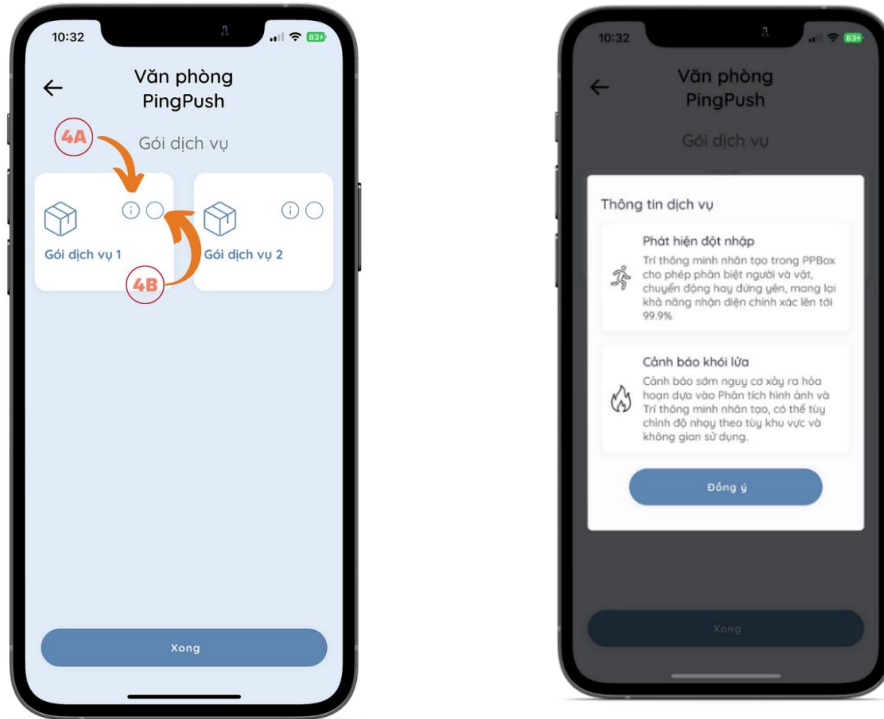 10:32
83
Văn phòng
PingPush
4A
Gói dịch vụ
Gói dịch vụ 1
Gói dịch vụ 2
4B
Xong
10:32
83
Văn phòng
PingPush
Gói dịch vụ
Thông tin dịch vụ
Phát hiện đột nhập
Trí thông minh nhân tạo trong PPBox
cho phép phân biệt người và vật,
chuyển động hay đứng yên, mang lại
khả năng nhận diện chính xác lên tới
99.9%
Cảnh báo khói lửa
Cảnh báo sớm nguy cơ xảy ra hỏa
hoạn dựa vào Phân tích hình ảnh và
Trí thông minh nhân tạo, có thể tùy
chỉnh độ nhạy theo từy khu vực và
không gian sử dụng.
Đồng ý
Xong